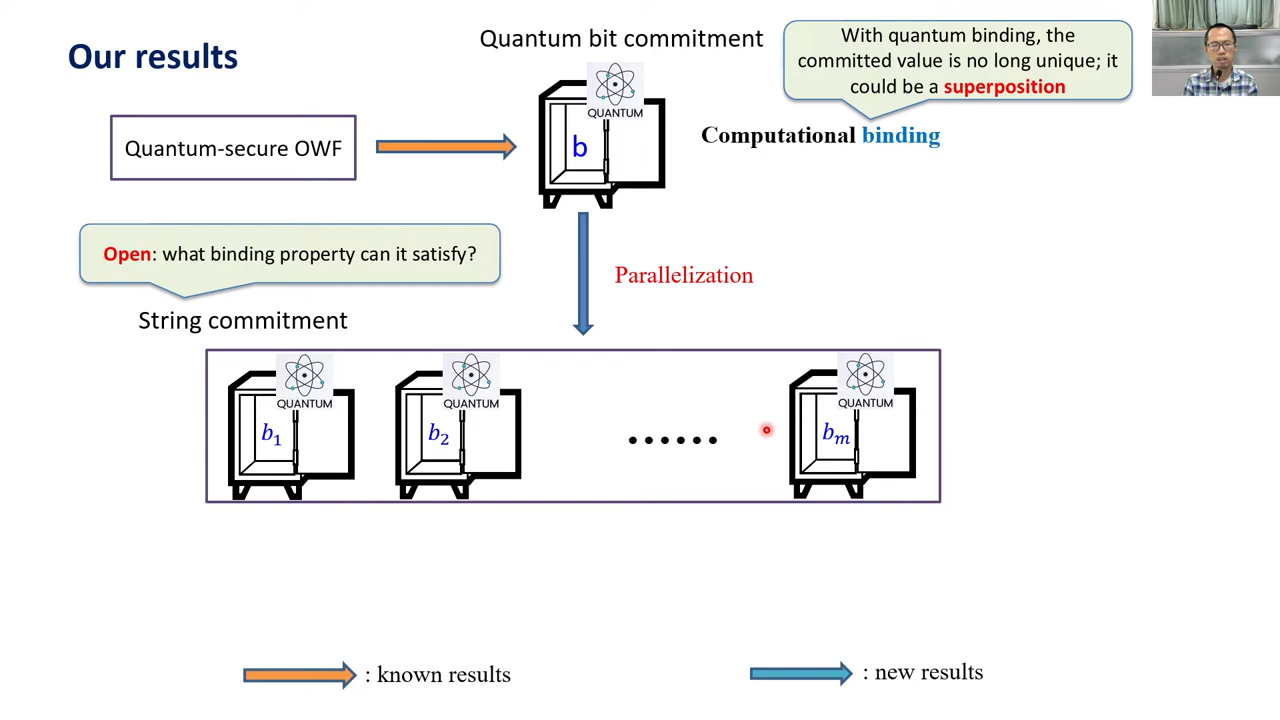 Our results
Quantum bit commitment
With quantum binding, the
committed value is no long unique; it
could be a superposition
QUANTUM
b
Computational binding
Quantum-secure OWF
Open: what binding property can it satisfy?
Parallelization
String commitment
QUANTUM
b₁
QUANTUM
b₂
......
QUANTUM
bₘ
: known results
: new results